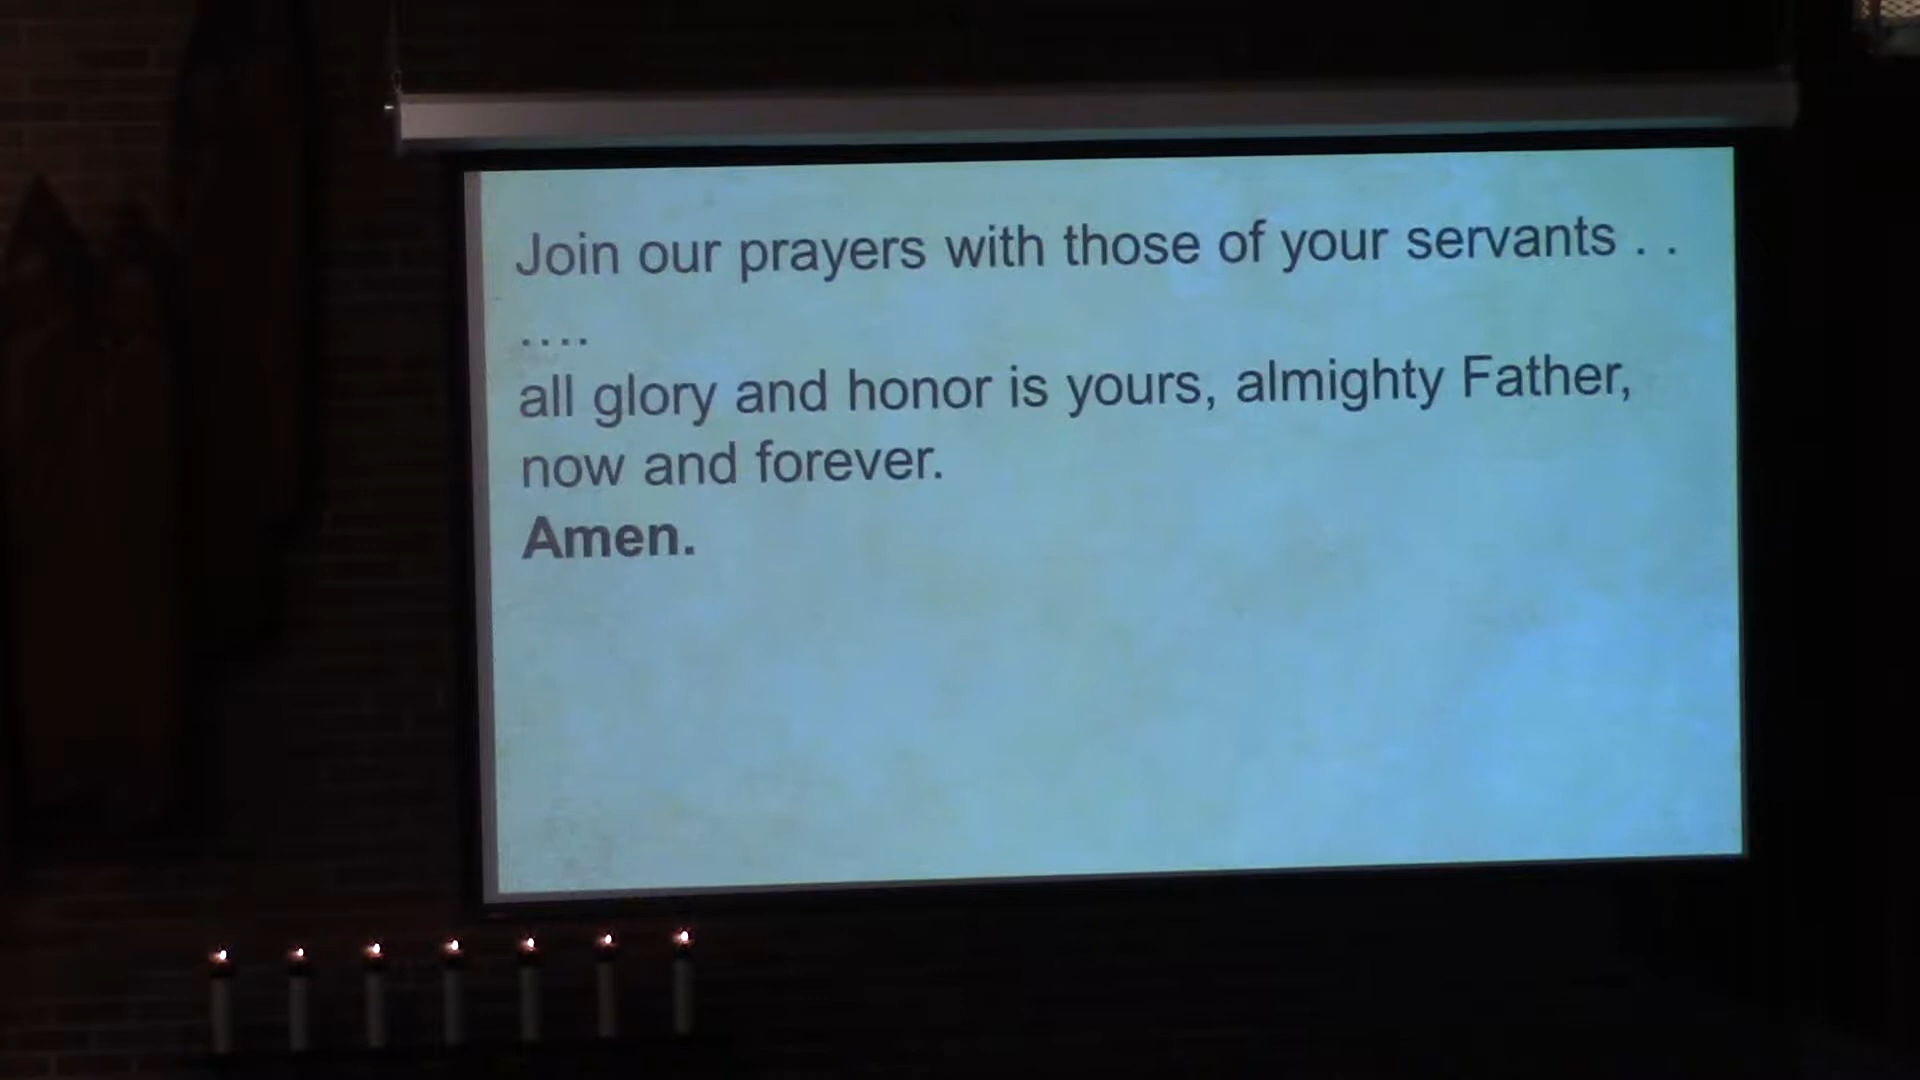 Join our prayers with those of your servants . .
....
all glory and honor is yours, almighty Father,
now and forever.
Amen.